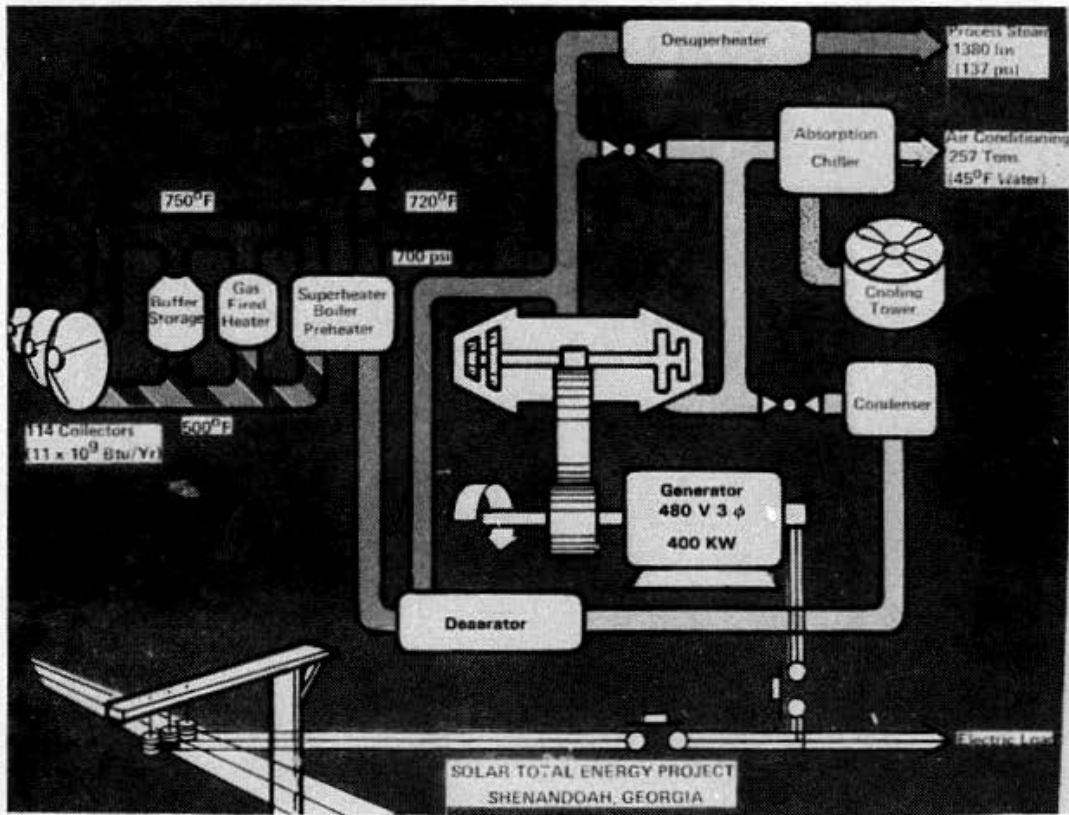 Desuperheater
Process Steam
1380 lbs
(137 psi)
Absorption
Chiller
Air Conditioning
257 Tons
(45°F Water)
750°F
720°F
700 psi
Buffer
Storage
Gas
Fired
Heater
Superheater
Boiler
Preheater
Cooling
Tower
500°F
114 Collectors
(11 x 10⁹ Btu/Yr)
Condenser
Generator
480 V 3 ϕ
400 KW
Deaerator
Electric Load
SOLAR TOTAL ENERGY PROJECT
SHENANDOAH, GEORGIA